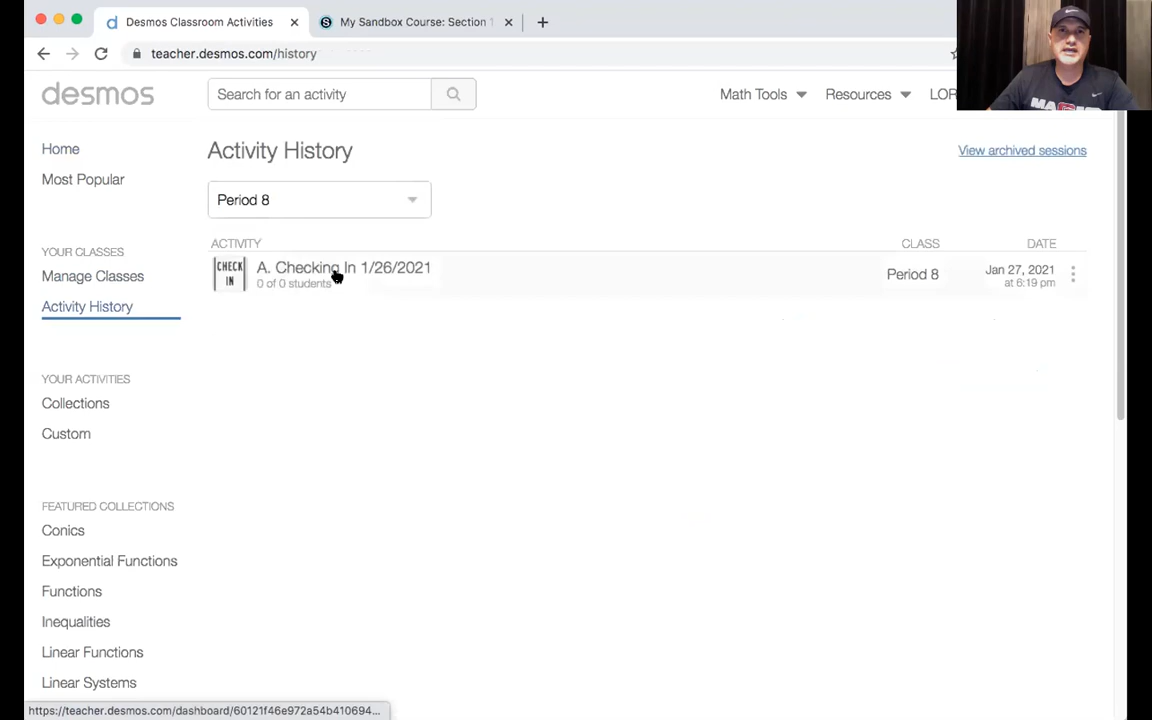 Desmos Classroom Activities
My Sandbox Course: Section 1
teacher.desmos.com/history
desmos
Search for an activity
Math Tools
Resources
LOR
Home
Most Popular
YOUR CLASSES
Manage Classes
Activity History
YOUR ACTIVITIES
Collections
Custom
FEATURED COLLECTIONS
Conics
Exponential Functions
Functions
Inequalities
Linear Functions
Linear Systems
Activity History
View archived sessions
Period 8
ACTIVITY
CLASS
DATE
CHECK
IN
A. Checking In 1/26/2021
0 of 0 students
Period 8
Jan 27, 2021
at 6:19 pm
https://teacher.desmos.com/dashboard/60121f46e972a54b410694...